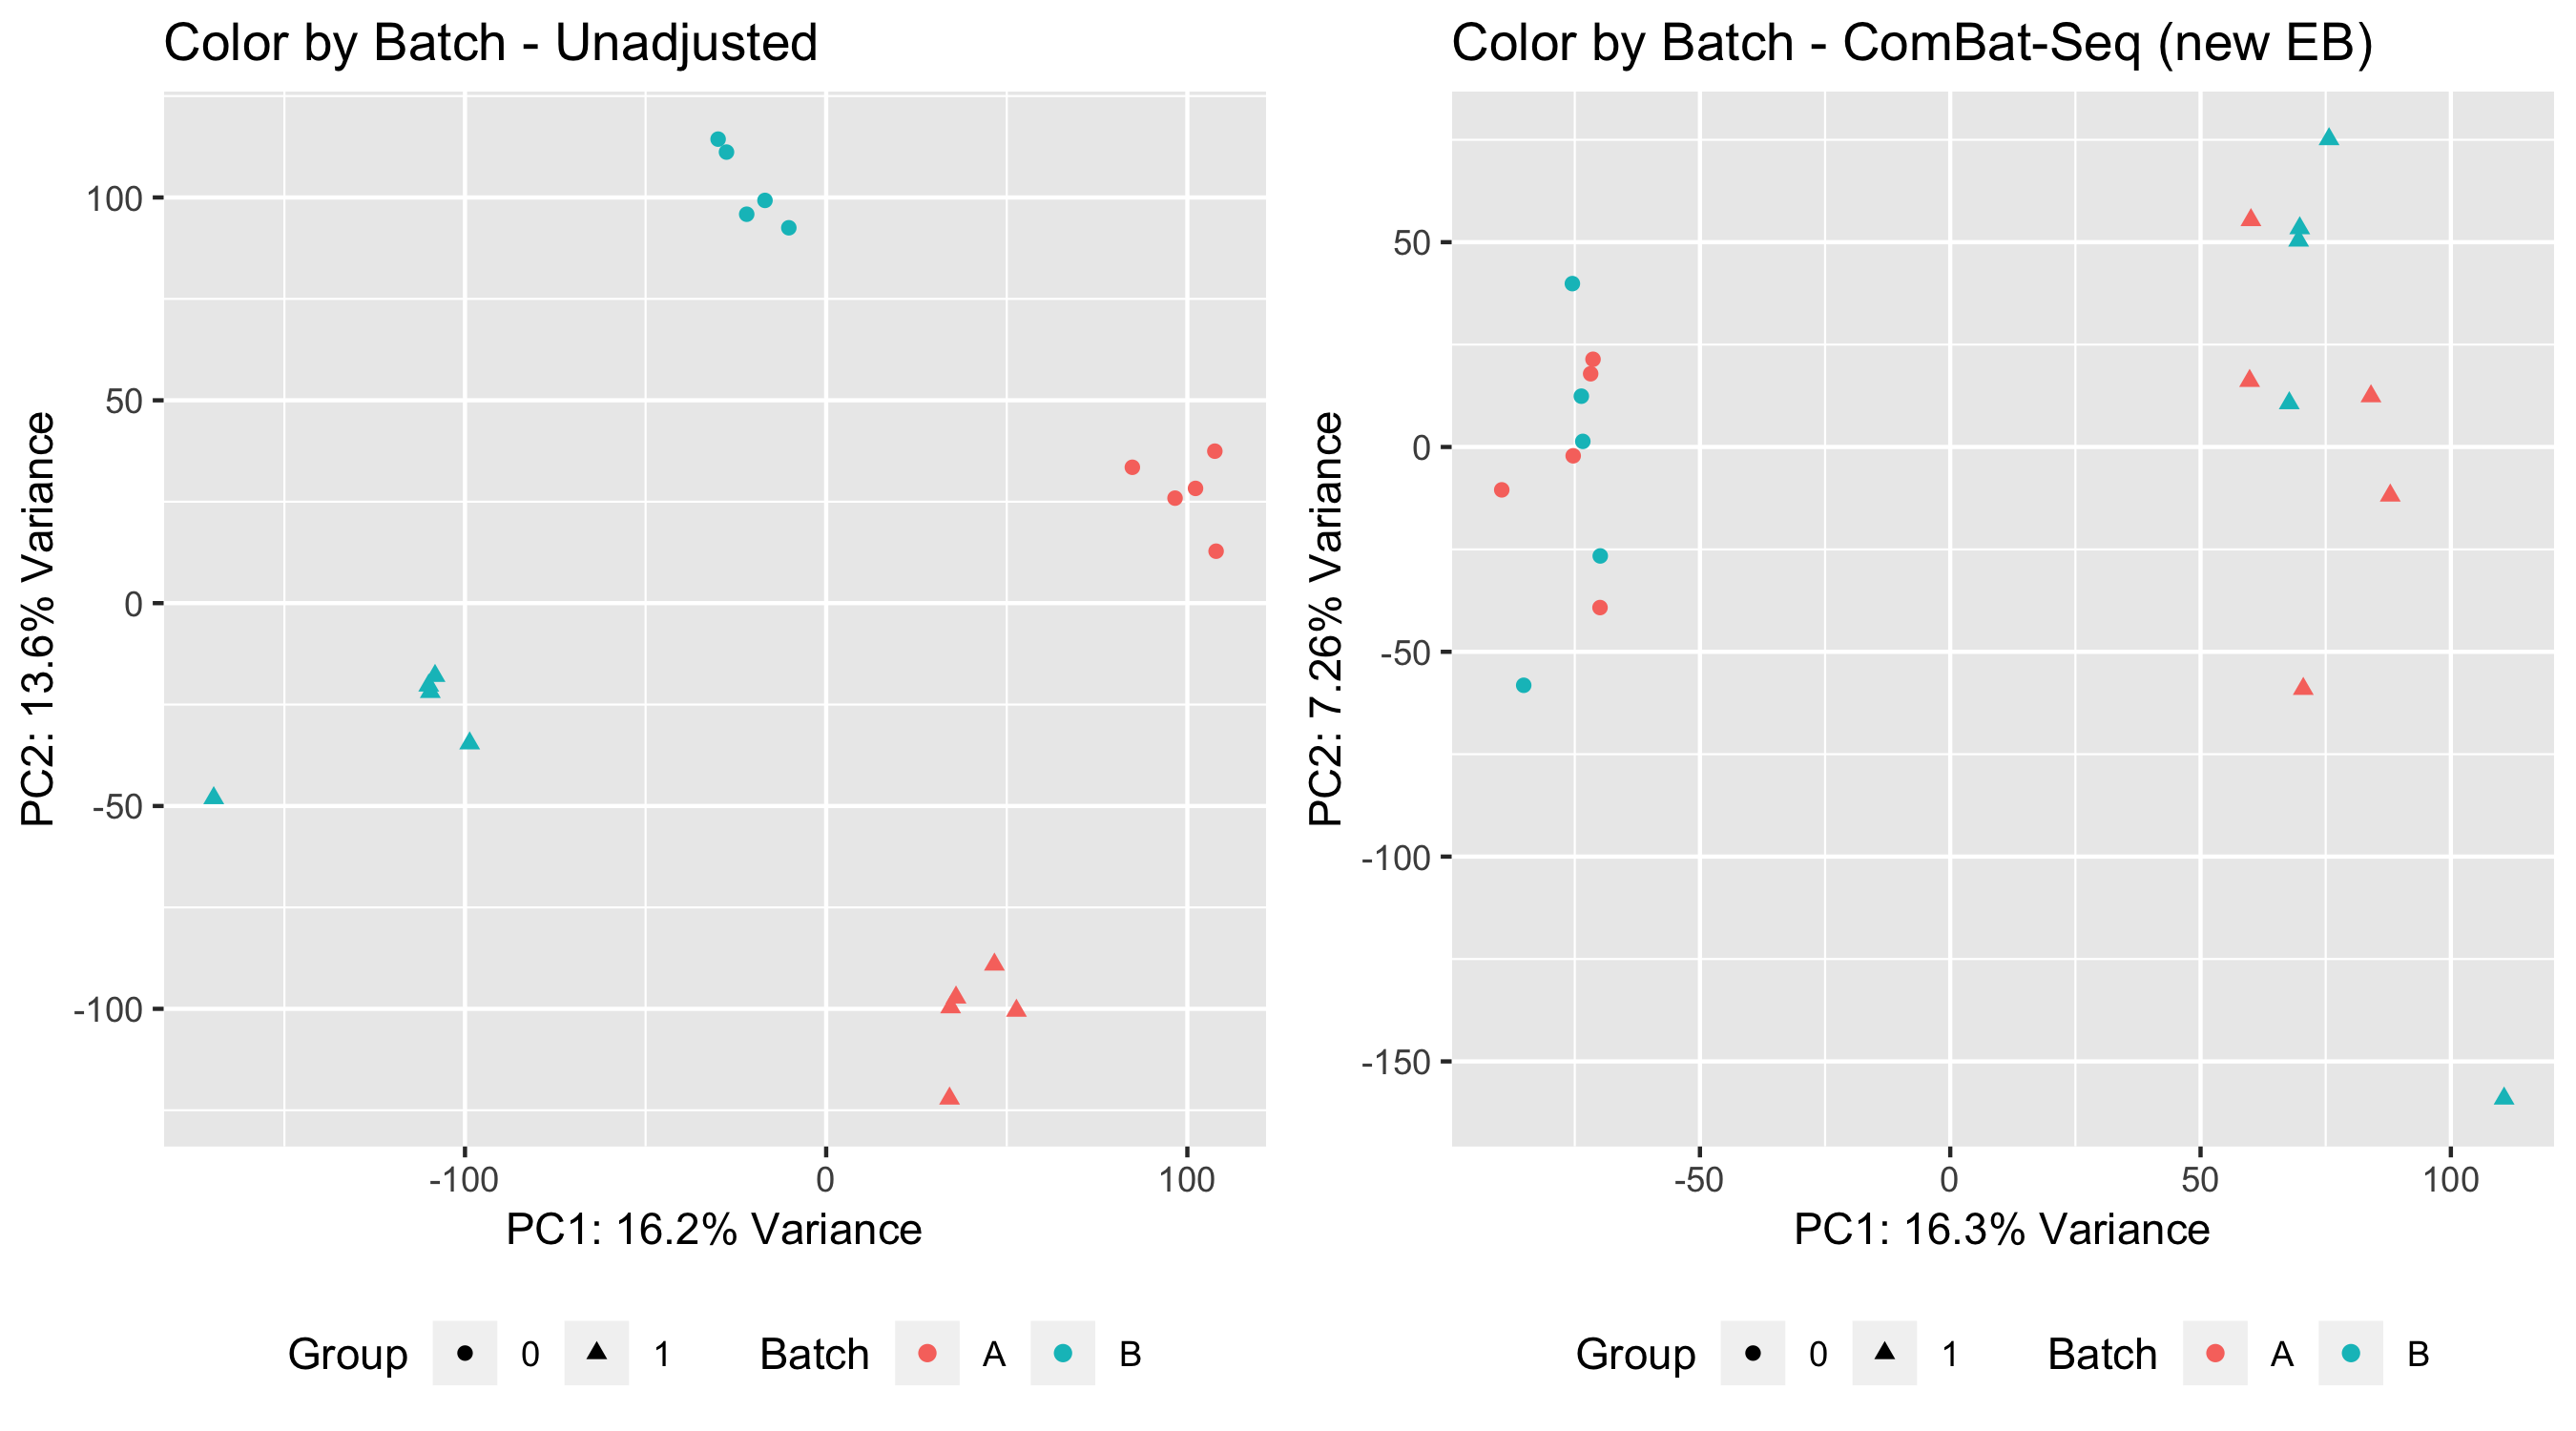 Color by Batch - Unadjusted
PC2: 13.6% Variance
100
50
0
-50
-100
-100 0 100
PC1: 16.2% Variance
Group 0 1 Batch A B
Color by Batch - ComBat-Seq (new EB)
PC2: 7.26% Variance
50
0
-50
-100
-150
-50 0 50 100
PC1: 16.3% Variance
Group 0 1 Batch A B